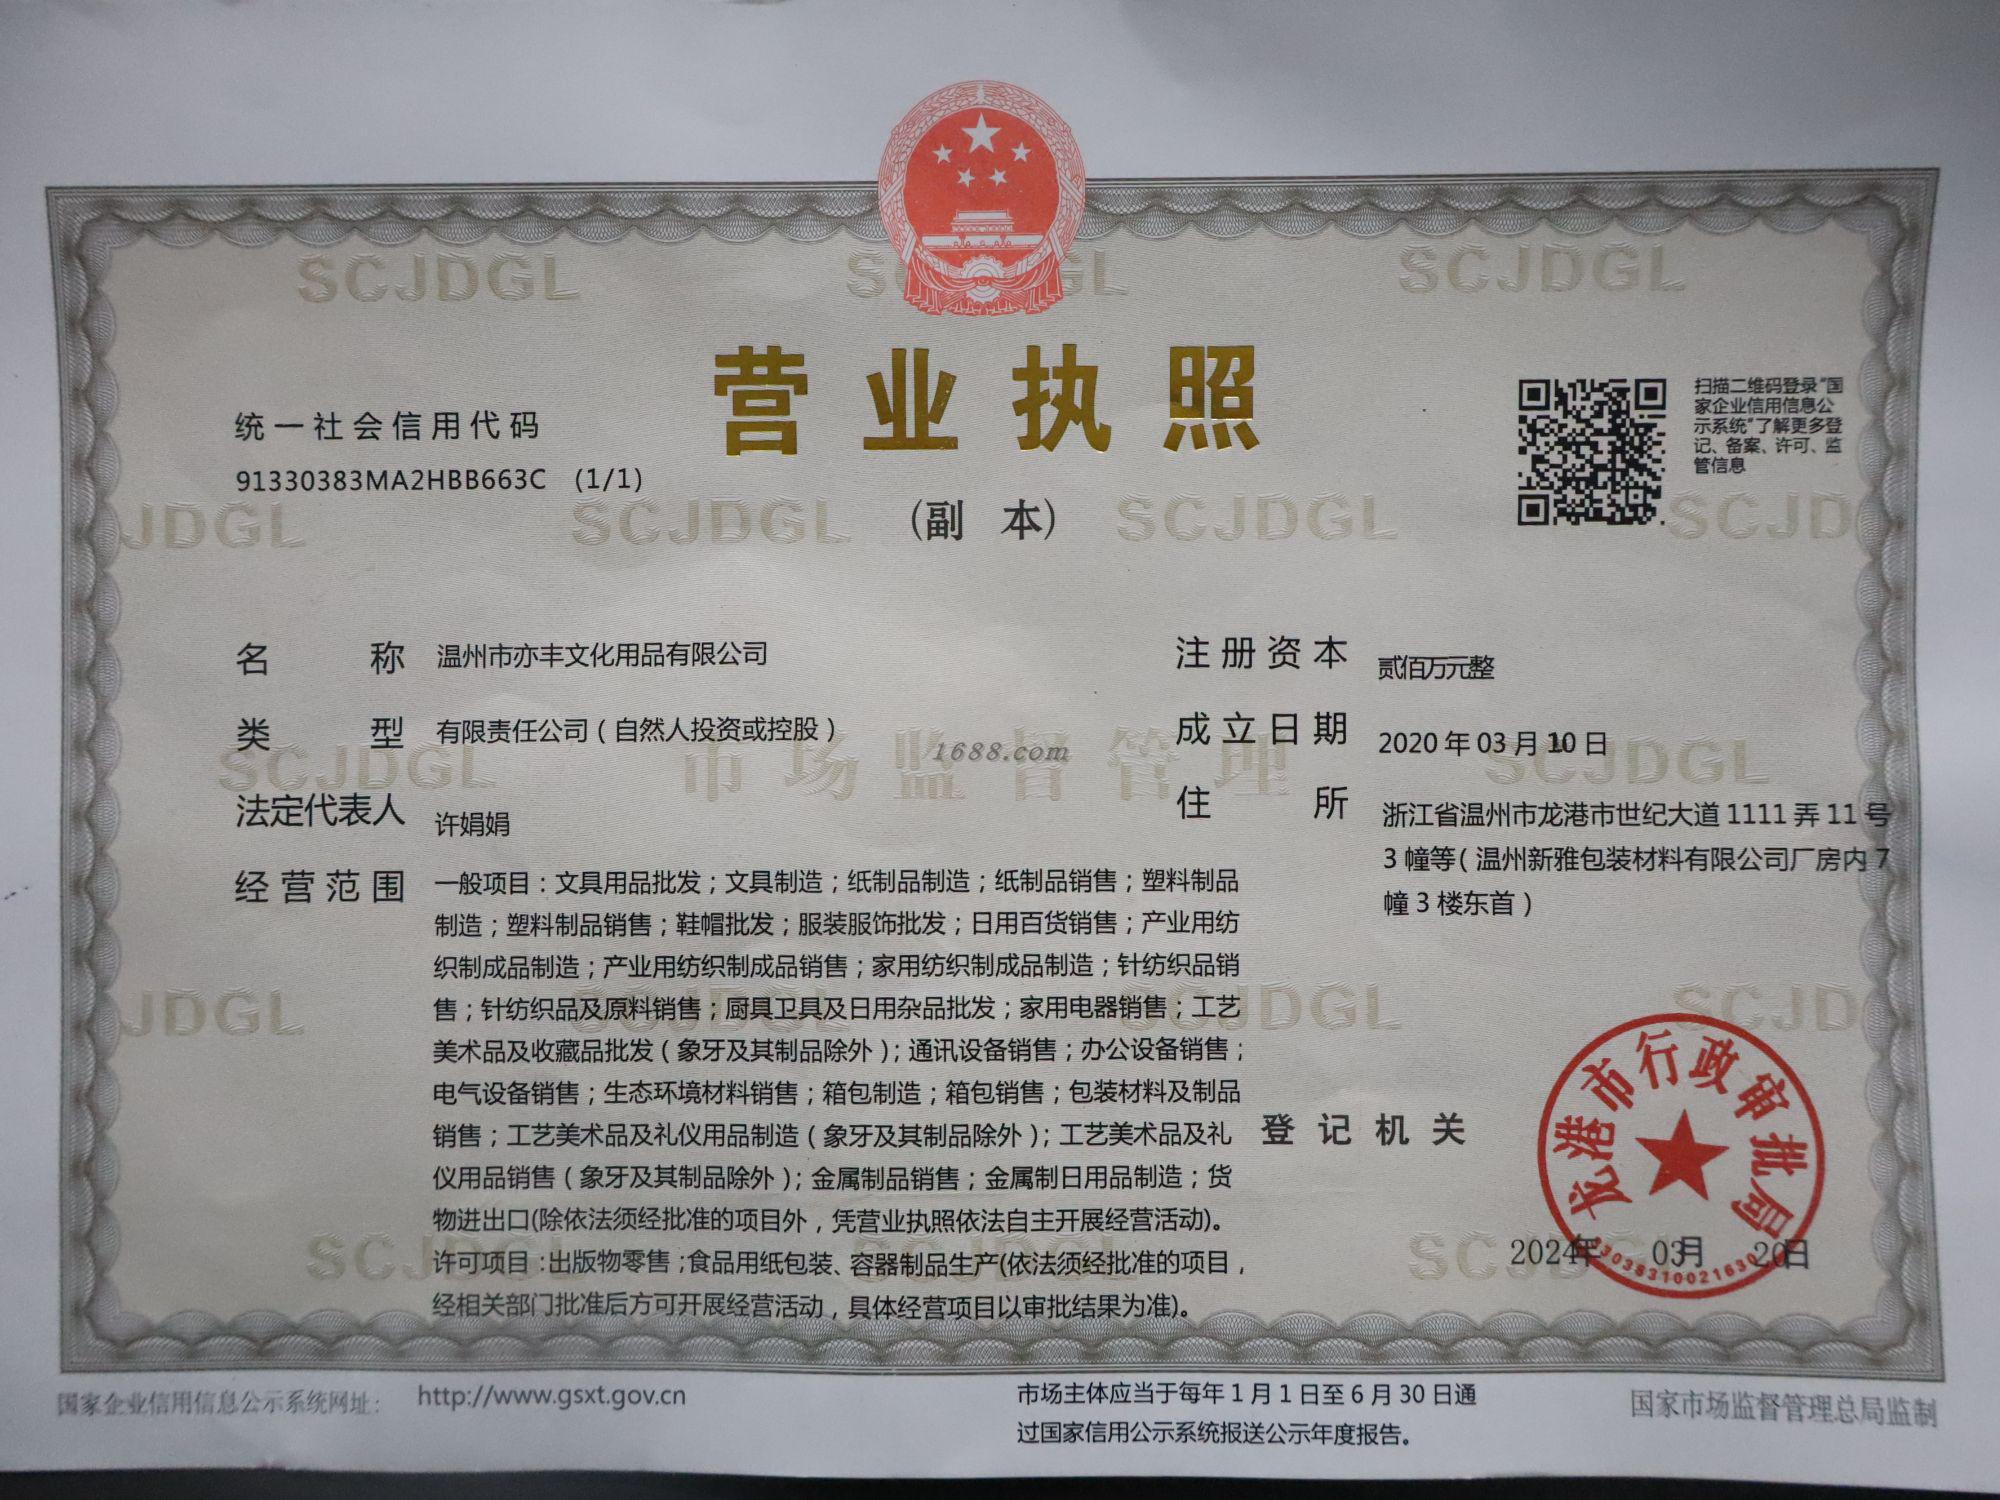 营业执照
(副 本)
统一社会信用代码
91330383MA2HBB663C (1/1)
扫描二维码登录"国
家企业信用信息公
示系统"了解更多登
记、备案、许可、监
管信息
名 称 温州市亦丰文化用品有限公司
类 型 有限责任公司（自然人投资或控股）
法定代表人 许娟娟
经营范围 一般项目：文具用品批发；文具制造；纸制品制造；纸制品销售；塑料制品
制造；塑料制品销售；鞋帽批发；服装服饰批发；日用百货销售；产业用纺
织制成品制造；产业用纺织制成品销售；家用纺织制成品制造；针纺织品销
售；针纺织品及原料销售；厨具卫具及日用杂品批发；家用电器销售；工艺
美术品及收藏品批发（象牙及其制品除外）；通讯设备销售；办公设备销售；
电气设备销售；生态环境材料销售；箱包制造；箱包销售；包装材料及制品
销售；工艺美术品及礼仪用品制造（象牙及其制品除外）；工艺美术品及礼
仪用品销售（象牙及其制品除外）；金属制品销售；金属制日用品制造；货
物进出口(除依法须经批准的项目外，凭营业执照依法自主开展经营活动)。
许可项目：出版物零售；食品用纸包装、容器制品生产(依法须经批准的项目，
经相关部门批准后方可开展经营活动，具体经营项目以审批结果为准)。
注册资本 贰佰万元整
成立日期 2020 年 03 月 10 日
住 所 浙江省温州市龙港市世纪大道 1111 弄 11 号
3 幢等（温州新雅包装材料有限公司厂房内 7
幢 3 楼东首）
登记机关
龙港市行政审批局
2024年 03月 20日
3303831002163
1688.com
SCJDGL
市场监督管理
国家企业信用信息公示系统网址： http://www.gsxt.gov.cn
市场主体应当于每年 1 月 1 日至 6 月 30 日通
过国家信用公示系统报送公示年度报告。
国家市场监督管理总局监制